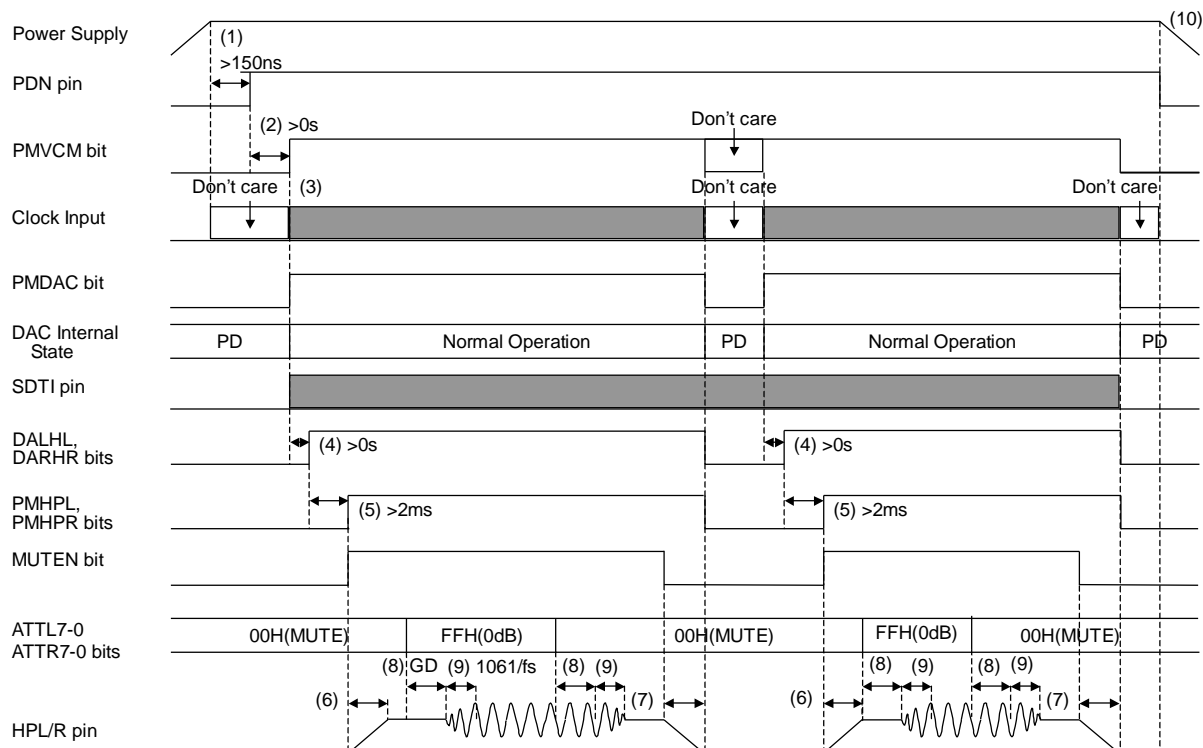 Power Supply (1) (10)
>150ns
PDN pin
(2) >0s Don't care
PMVCM bit
Don't care (3) Don't care Don't care
Clock Input
PMDAC bit
DAC Internal State PD Normal Operation PD Normal Operation PD
SDTI pin
DALHL, DARHR bits (4) >0s (4) >0s
PMHPL, PMHPR bits (5) >2ms (5) >2ms
MUTEN bit
ATTL7-0 ATTR7-0 bits 00H(MUTE) FFH(0dB) 00H(MUTE) FFH(0dB) 00H(MUTE)
(8) GD (9) 1061/fs (8) (9) (8) (9) (8) (9)
(6) (7) (6) (7)
HPL/R pin